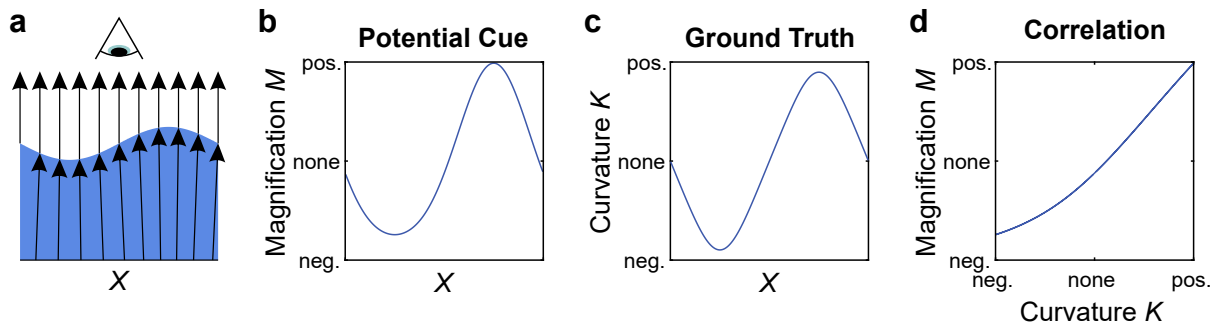 a
X
b
Potential Cue
Magnification M
pos.
none
neg.
X
c
Ground Truth
Curvature K
pos.
none
neg.
X
d
Correlation
Magnification M
pos.
none
neg.
neg. none pos.
Curvature K